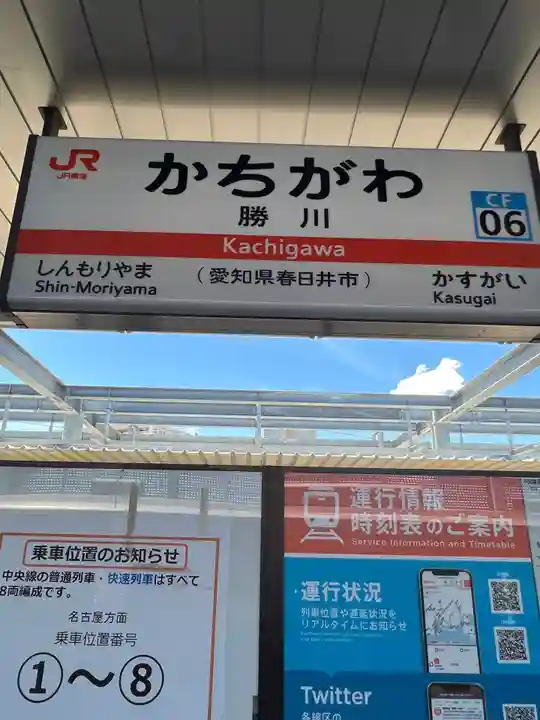 JR
JR東海
かちがわ
勝川
CF
06
Kachigawa
しんもりやま
Shin-Moriyama
(愛知県春日井市)
かすがい
Kasugai
乗車位置のお知らせ
中央線の普通列車・快速列車はすべて
8両編成です。
名古屋方面
乗車位置番号
①～⑧
運行情報
時刻表のご案内
Service Information and Timetable
運行状況
列車位置や遅延状況を
リアルタイムにお知らせ
Twitter
各線区の